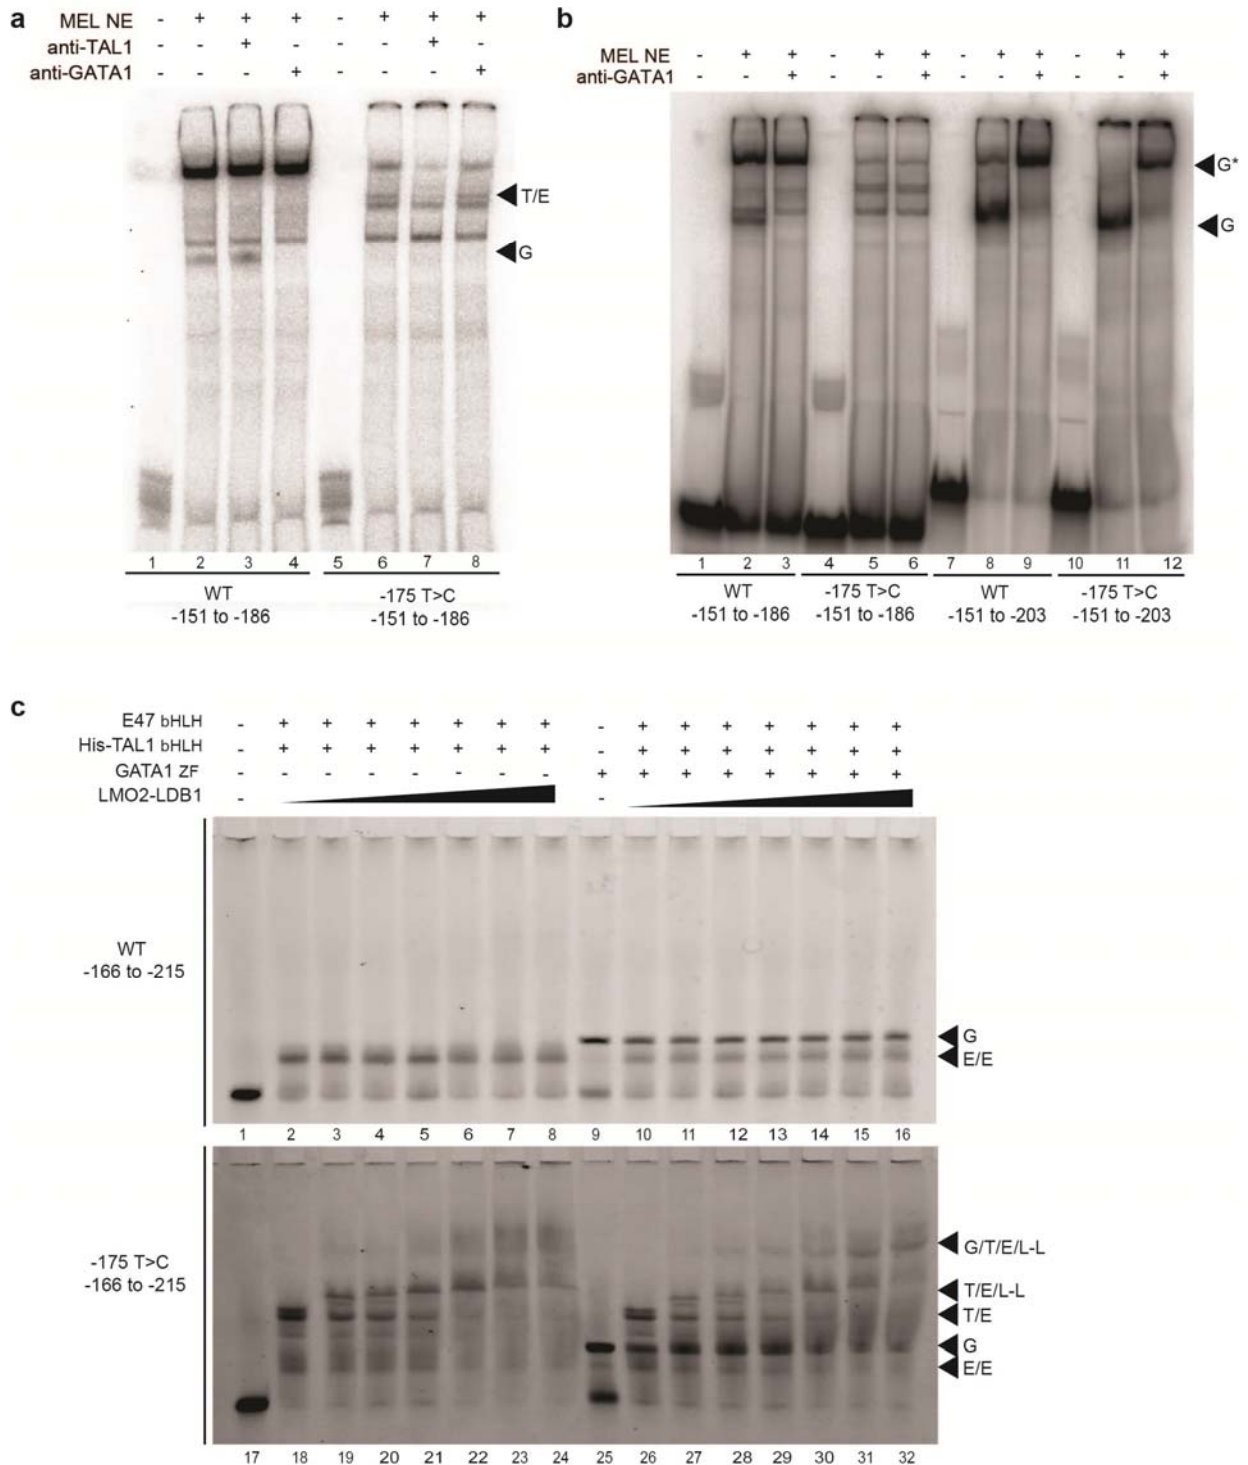 a
MEL NE - + + + - + + +
anti-TAL1 - - + - - - + -
anti-GATA1 - - - + - - - +
T/E
G
1 2 3 4 5 6 7 8
WT -175 T>C
-151 to -186 -151 to -186
b
MEL NE - + + - + + - + + - + +
anti-GATA1 - - + - - + - - + - - +
G*
G
1 2 3 4 5 6 7 8 9 10 11 12
WT -175 T>C WT -175 T>C
-151 to -186 -151 to -186 -151 to -203 -151 to -203
c
E47 bHLH - + + + + + + + - + + + + + + +
His-TAL1 bHLH - + + + + + + + - + + + + + + +
GATA1 ZF - - - - - - - - + + + + + + + +
LMO2-LDB1 - -
WT
-166 to -215
G
E/E
1 2 3 4 5 6 7 8 9 10 11 12 13 14 15 16
-175 T>C
-166 to -215
G/T/E/L-L
T/E/L-L
T/E
G
E/E
17 18 19 20 21 22 23 24 25 26 27 28 29 30 31 32